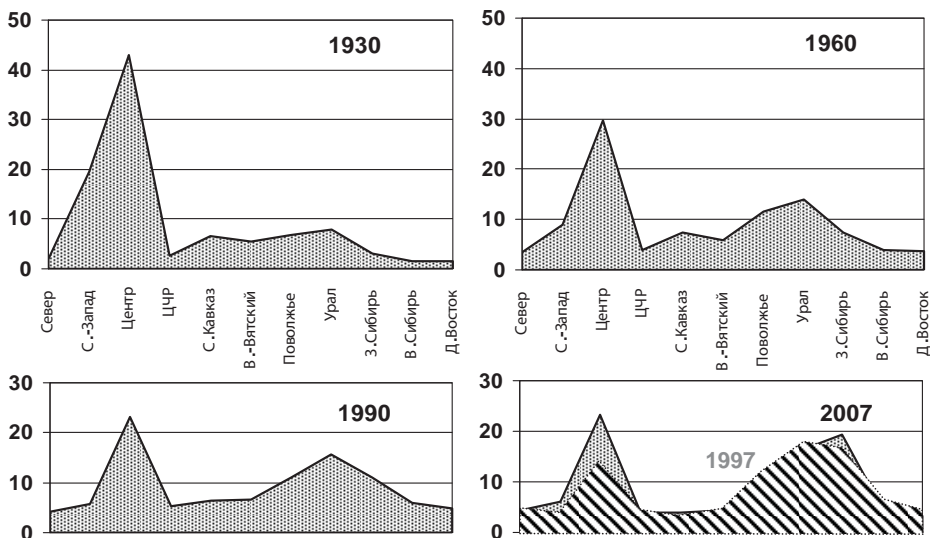 50
40
30
20
10
0
1930
Север
С.-Запад
Центр
ЦЧР
С.Кавказ
В.-Вятский
Поволжье
Урал
З.Сибирь
В.Сибирь
Д.Восток
50
40
30
20
10
0
1960
Север
С.-Запад
Центр
ЦЧР
С.Кавказ
В.-Вятский
Поволжье
Урал
З.Сибирь
В.Сибирь
Д.Восток
30
20
10
0
1990
30
20
10
0
1997
2007